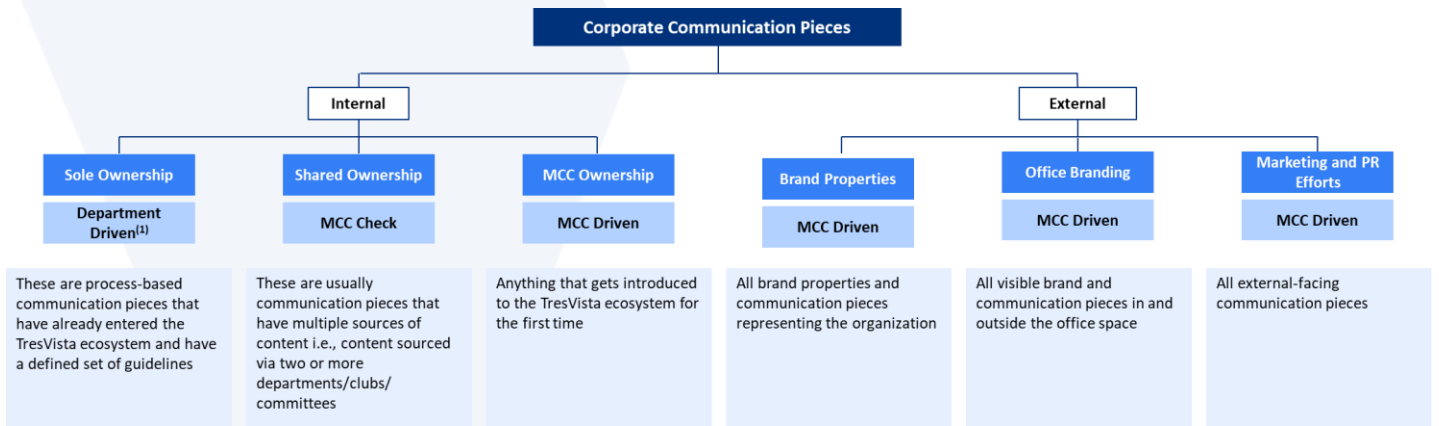 Corporate Communication Pieces
Internal
External
Sole Ownership
Shared Ownership
MCC Ownership
Brand Properties
Office Branding
Marketing and PR
Efforts
Department
Driven(1)
MCC Check
MCC Driven
MCC Driven
MCC Driven
MCC Driven
These are process-based
communication pieces that
have already entered the
TresVista ecosystem and have
a defined set of guidelines
These are usually
communication pieces that
have multiple sources of
content i.e., content sourced
via two or more
departments/clubs/
committees
Anything that gets introduced
to the TresVista ecosystem for
the first time
All brand properties and
communication pieces
representing the organization
All visible brand and
communication pieces in and
outside the office space
All external-facing
communication pieces